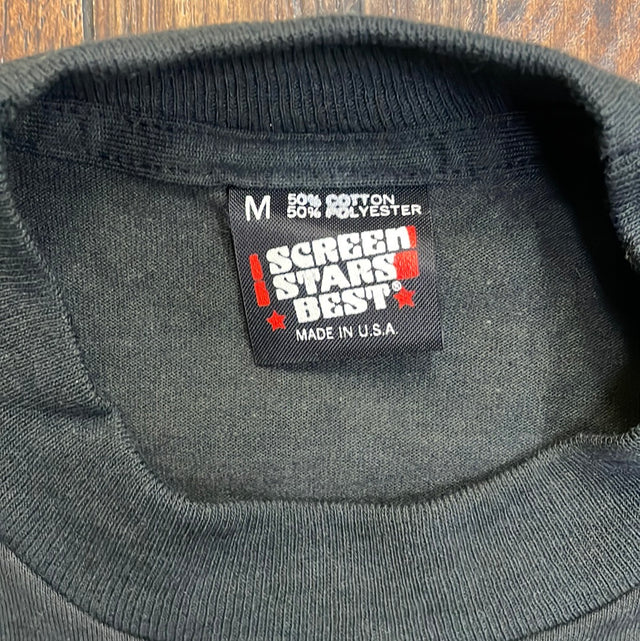 M 50% COTTON
50% POLYESTER
SCREEN
STARS
BEST®
MADE IN U.S.A.